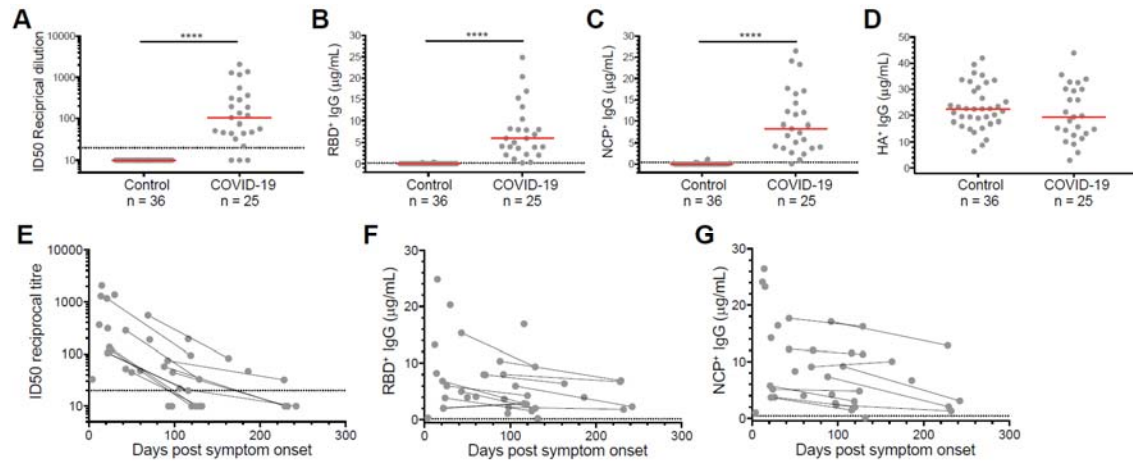 A
ID50 Reciprical dilution
10000
1000
100
10
****
Control
n = 36
COVID-19
n = 25
B
RBD⁺ IgG (µg/mL)
30
25
20
15
10
5
0
****
Control
n = 36
COVID-19
n = 25
C
NCP⁺ IgG (µg/mL)
30
25
20
15
10
5
0
****
Control
n = 36
COVID-19
n = 25
D
HA⁺ IgG (µg/mL)
50
40
30
20
10
0
Control
n = 36
COVID-19
n = 25
E
ID50 reciprocal titre
10000
1000
100
10
0
100
200
300
Days post symptom onset
F
RBD⁺ IgG (µg/mL)
30
20
10
0
0
100
200
300
Days post symptom onset
G
NCP⁺ IgG (µg/mL)
30
20
10
0
0
100
200
300
Days post symptom onset